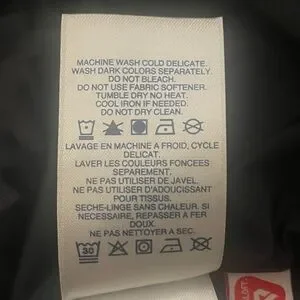 MACHINE WASH COLD DELICATE.
WASH DARK COLORS SEPARATELY.
DO NOT BLEACH.
DO NOT USE FABRIC SOFTENER.
TUMBLE DRY NO HEAT.
COOL IRON IF NEEDED.
DO NOT DRY CLEAN.
LAVAGE EN MACHINE A FROID, CYCLE
DELICAT.
LAVER LES COULEURS FONCEES
SEPAREMENT.
NE PAS UTILISER DE JAVEL.
NE PAS UTILISER D'ADOUCISSANT
POUR TISSUS.
SECHE-LINGE SANS CHALEUR. SI
NECESSAIRE, REPASSER A FER
DOUX.
NE PAS NETTOYER A SEC.
30